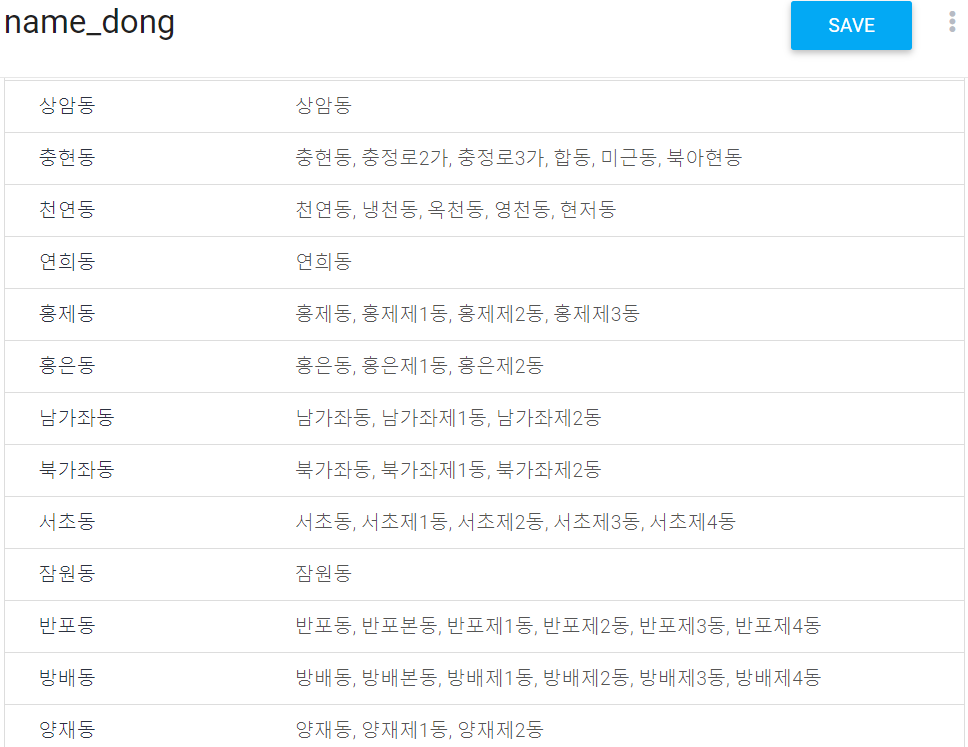 name_dong SAVE
상암동 상암동
충현동 충현동, 충정로2가, 충정로3가, 합동, 미근동, 북아현동
천연동 천연동, 냉천동, 옥천동, 영천동, 현저동
연희동 연희동
홍제동 홍제동, 홍제제1동, 홍제제2동, 홍제제3동
홍은동 홍은동, 홍은제1동, 홍은제2동
남가좌동 남가좌동, 남가좌제1동, 남가좌제2동
북가좌동 북가좌동, 북가좌제1동, 북가좌제2동
서초동 서초동, 서초제1동, 서초제2동, 서초제3동, 서초제4동
잠원동 잠원동
반포동 반포동, 반포본동, 반포제1동, 반포제2동, 반포제3동, 반포제4동
방배동 방배동, 방배본동, 방배제1동, 방배제2동, 방배제3동, 방배제4동
양재동 양재동, 양재제1동, 양재제2동